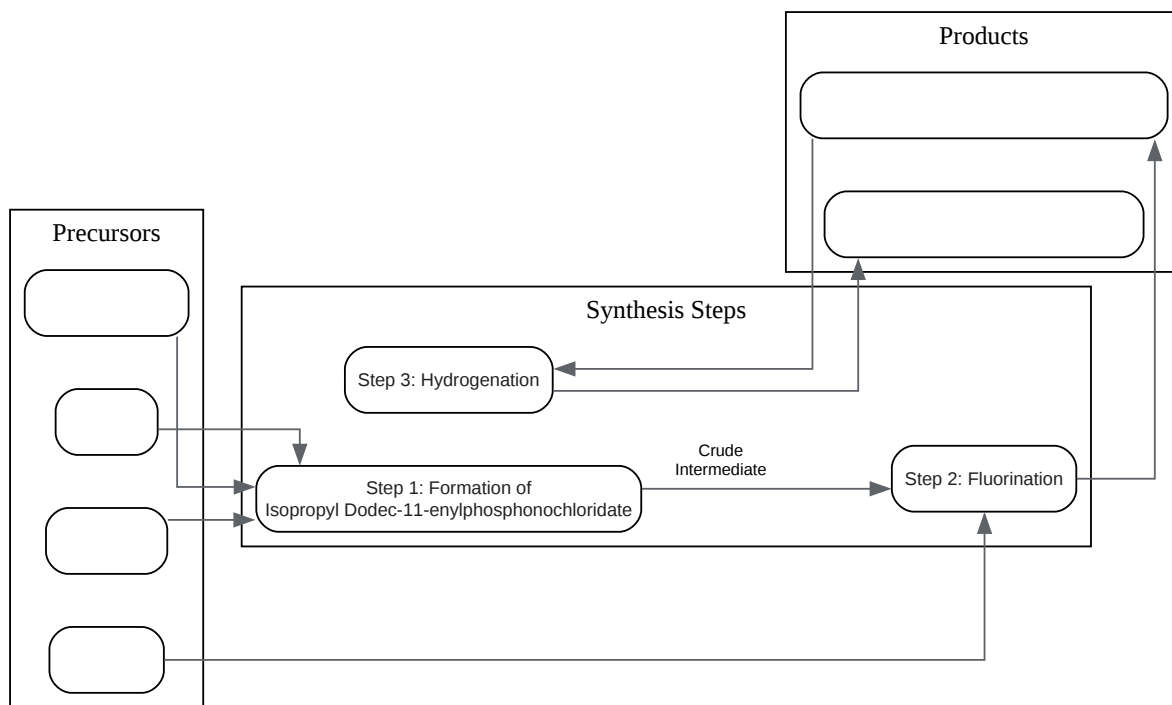 Products
Precursors
Synthesis Steps
Step 3: Hydrogenation
Crude
Intermediate
Step 1: Formation of
Isopropyl Dodec-11-enylphosphonochloridate
Step 2: Fluorination